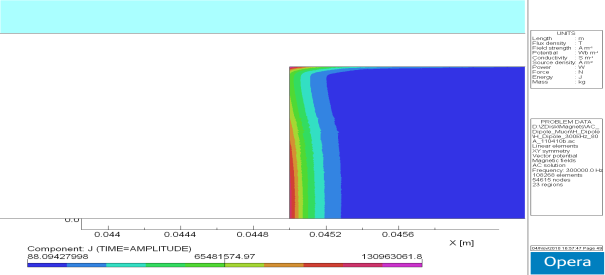 UNITS
Length m
Flux density T
Field strength A m⁻¹
Potential Wb m⁻¹
Conductivity S m⁻¹
Source density A m⁻²
Power W
Force N
Energy J
Mass kg
PROBLEM DATA
Linear elements
XY symmetry
Vector potential
Magnetic fields
AC solution
Frequency: 300000.0 Hz
54615 nodes
23 regions
0.0
0.044 0.0444 0.0448 0.0452 0.0456
X [m]
Component: J (TIME=AMPLITUDE)
88.09427998 65481574.97 130963061.8
Opera